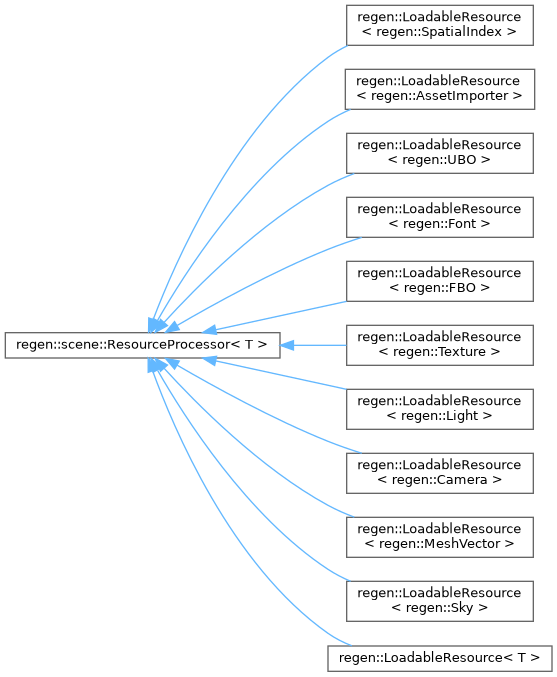 regen::LoadableResource
< regen::SpatialIndex >
regen::LoadableResource
< regen::AssetImporter >
regen::LoadableResource
< regen::UBO >
regen::LoadableResource
< regen::Font >
regen::LoadableResource
< regen::FBO >
regen::scene::ResourceProcessor< T >
regen::LoadableResource
< regen::Texture >
regen::LoadableResource
< regen::Light >
regen::LoadableResource
< regen::Camera >
regen::LoadableResource
< regen::MeshVector >
regen::LoadableResource
< regen::Sky >
regen::LoadableResource< T >